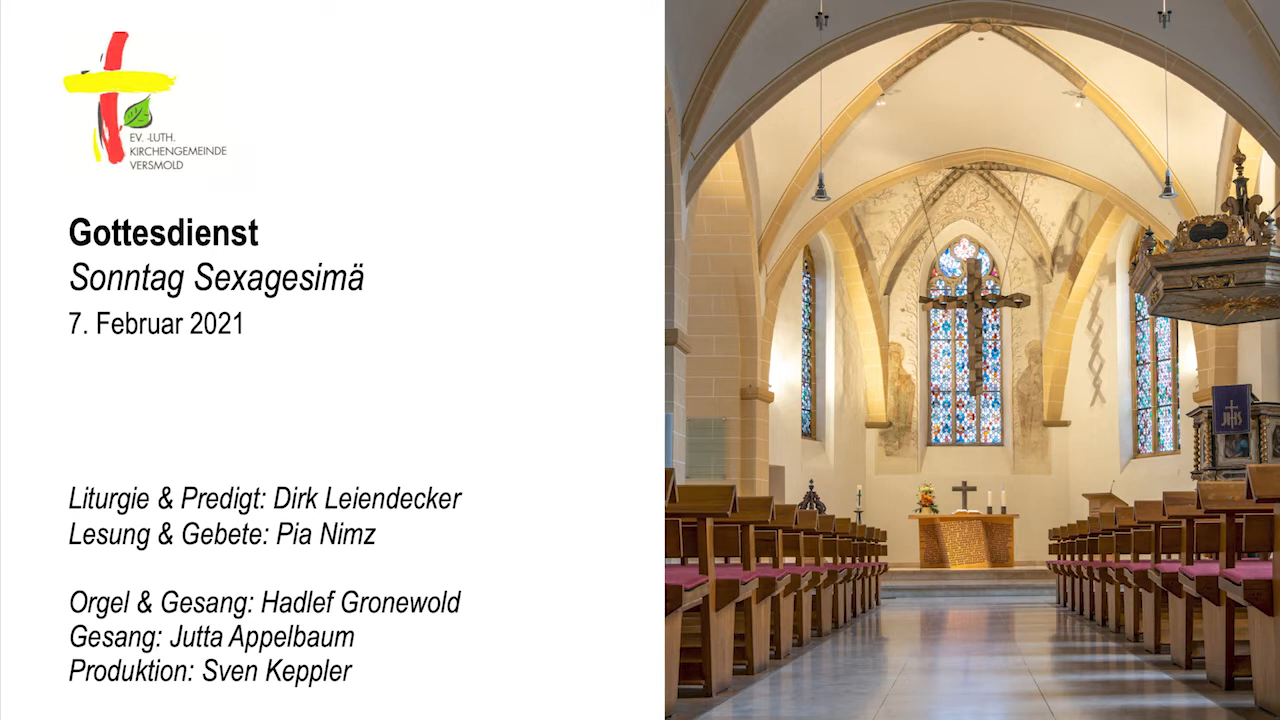 EV. -LUTH.
KIRCHENGEMEINDE
VERSMOLD
Gottesdienst
Sonntag Sexagesimä
7. Februar 2021
Liturgie & Predigt: Dirk Leiendecker
Lesung & Gebete: Pia Nimz
Orgel & Gesang: Hadlef Gronewold
Gesang: Jutta Appelbaum
Produktion: Sven Keppler
JHS